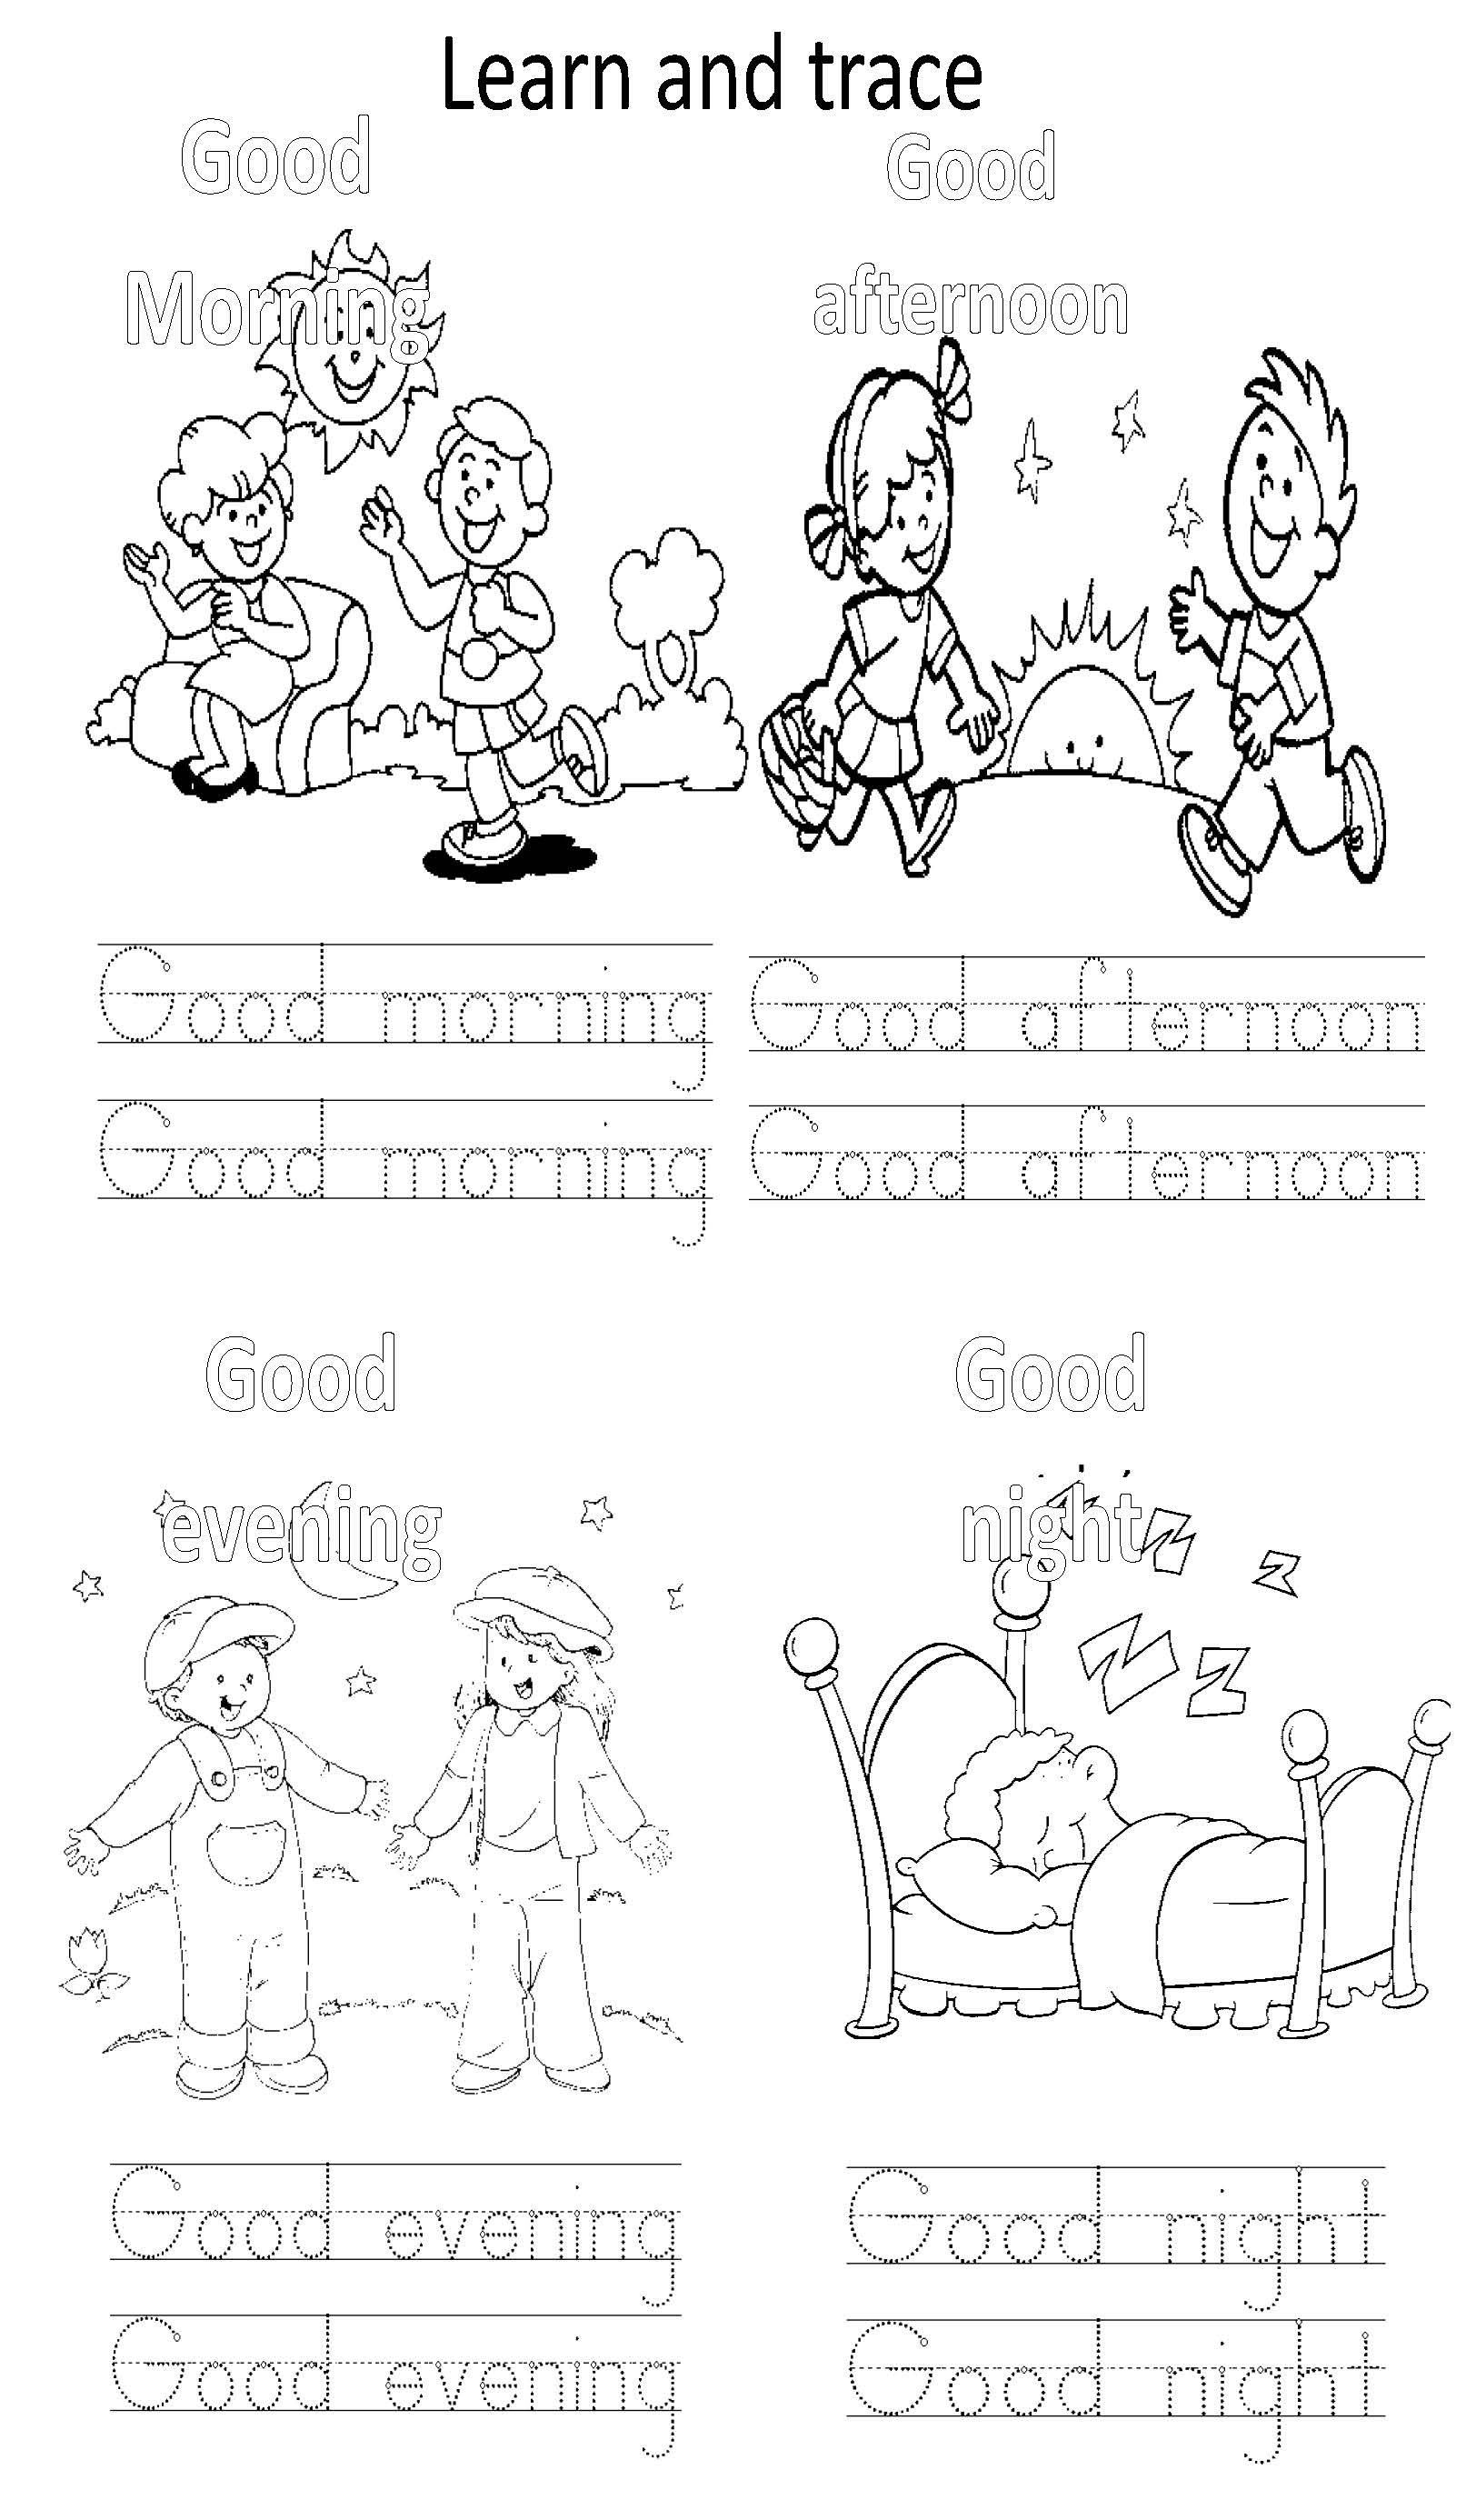 Learn and trace
Good
Morning
Good
afternoon
Good morning
Good morning
Good afternoon
Good afternoon
Good
evening
Good
night
Z Z Z
Z Z
Good evening
Good evening
Good night
Good night